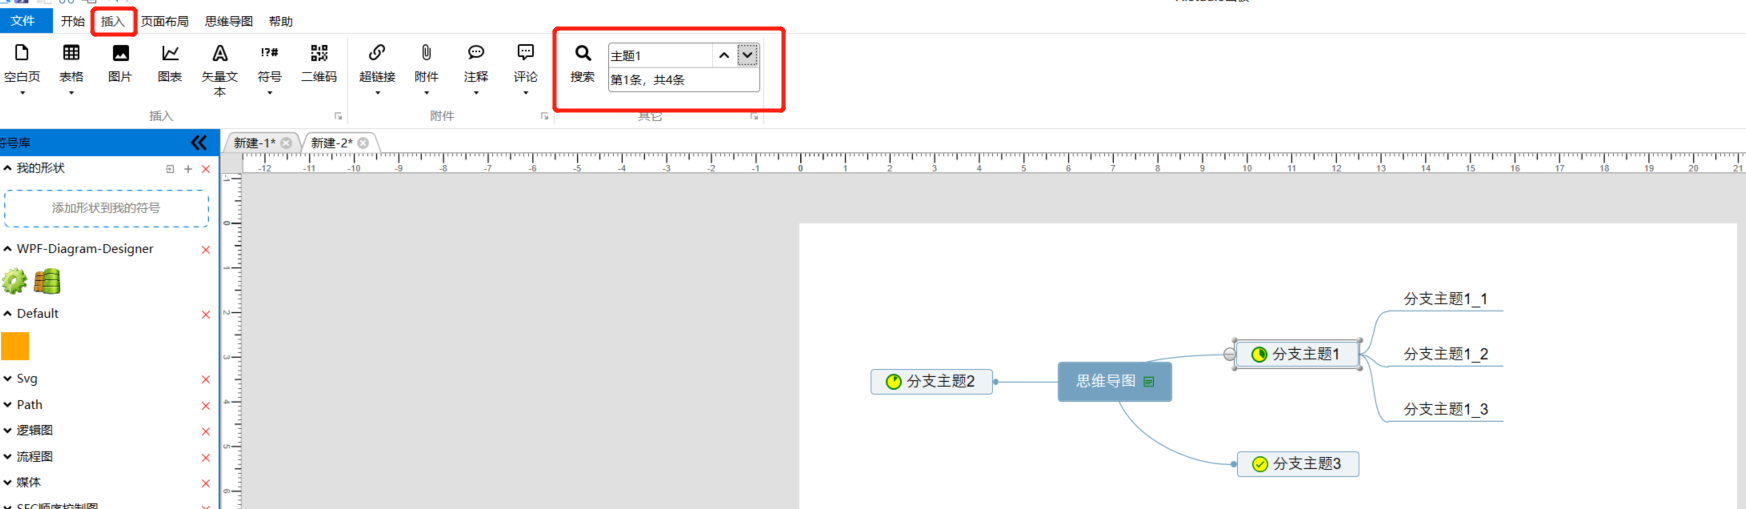 文件 开始 插入 页面布局 思维导图 帮助
空白页 表格 图片 图表 矢量文本 符号 二维码 超链接 附件 注释 评论 搜索
主题1
第1条，共4条
插入 附件 其它
符号库
新建-1* 新建-2*
-12 -11 -10 -9 -8 -7 -6 -5 -4 -3 -2 -1 0 1 2 3 4 5 6 7 8 9 10 11 12 13 14 15 16 17 18 19 20 21
-1 0 1 2 3 4 5 6
我的形状
添加形状到我的符号
WPF-Diagram-Designer
Default
Svg
Path
逻辑图
流程图
媒体
SFC顺序控制图
分支主题1_1
分支主题1
分支主题1_2
分支主题2
思维导图
分支主题1_3
分支主题3